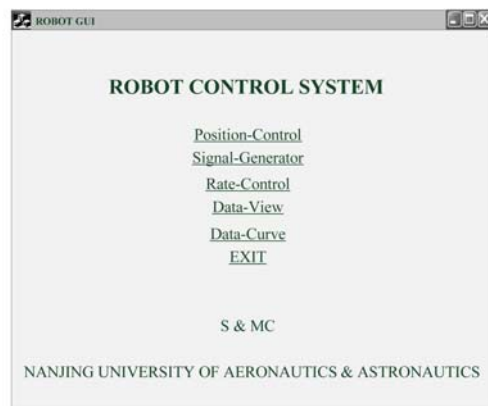 ROBOT GUI
ROBOT CONTROL SYSTEM
Position-Control
Signal-Generator
Rate-Control
Data-View
Data-Curve
EXIT
S & MC
NANJING UNIVERSITY OF AERONAUTICS & ASTRONAUTICS